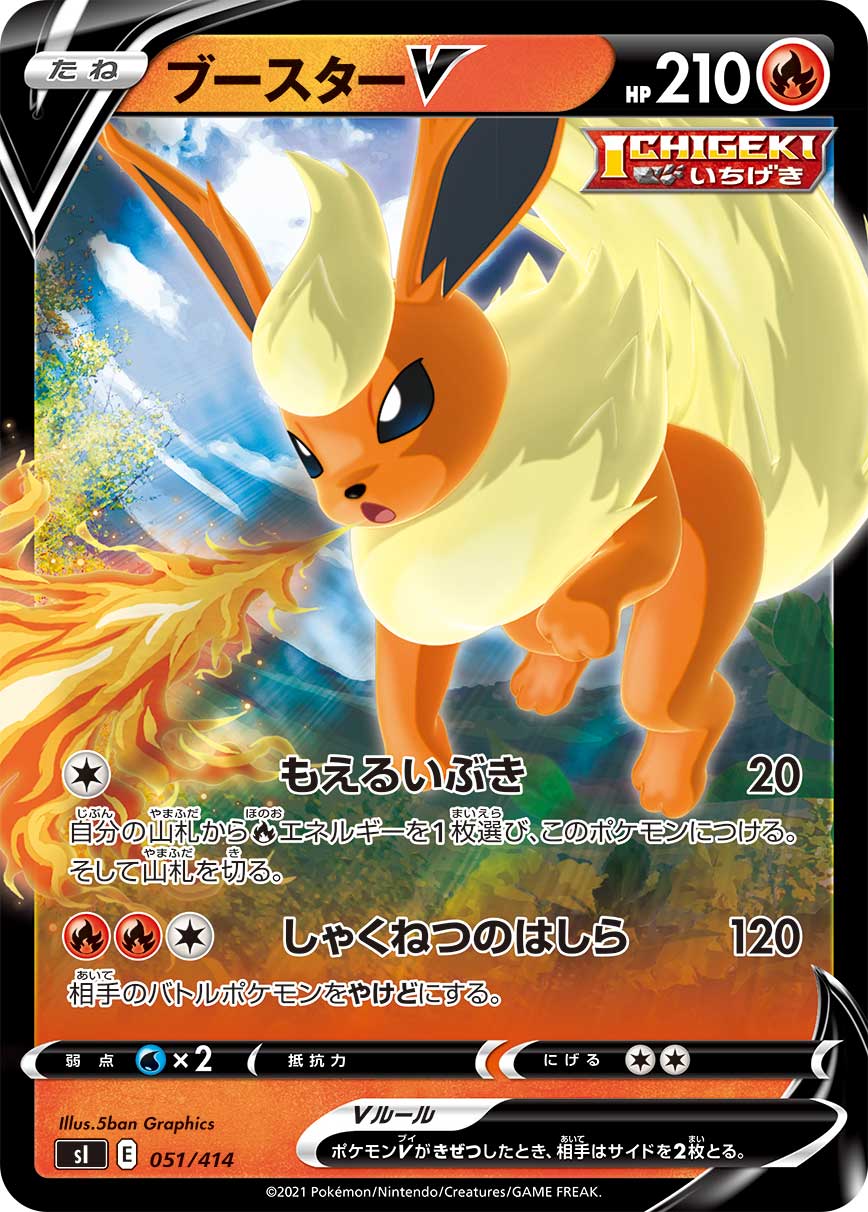 たね
ブースターV
HP 210
ICHIGEKI
いちげき
もえるいぶき 20
自分の山札からエネルギーを1枚選び、このポケモンにつける。
そして山札を切る。
しゃくねつのはしら 120
相手のバトルポケモンをやけどにする。
弱点 ×2 抵抗力 にげる
Illus.5ban Graphics
Vルール
ポケモンVがきぜつしたとき、相手はサイドを2枚とる。
sI E 051/414
©2021 Pokémon/Nintendo/Creatures/GAME FREAK.